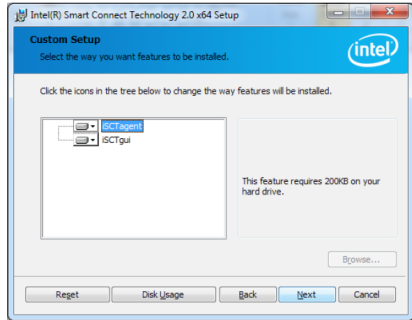 Intel(R) Smart Connect Technology 2.0 x64 Setup
Custom Setup
Select the way you want features to be installed.
intel
Click the icons in the tree below to change the way features will be installed.
iSCTagent
iSCTgui
This feature requires 200KB on your
hard drive.
Browse...
Reset
Disk Usage
Back
Next
Cancel